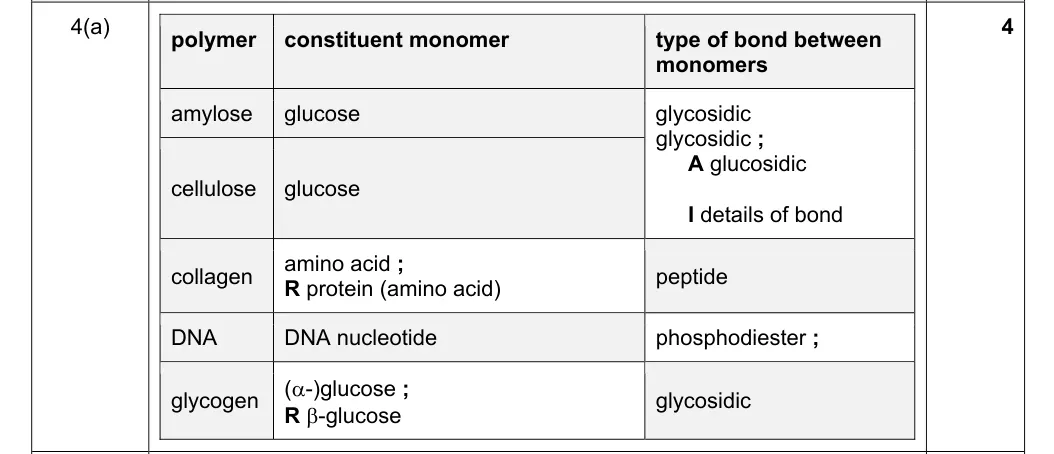 4(a)
polymer constituent monomer type of bond between
monomers
4
amylose glucose glycosidic
glycosidic ;
A glucosidic
I details of bond
cellulose glucose
collagen amino acid ;
R protein (amino acid)
peptide
DNA DNA nucleotide phosphodiester ;
glycogen (α-)glucose ;
R β-glucose
glycosidic